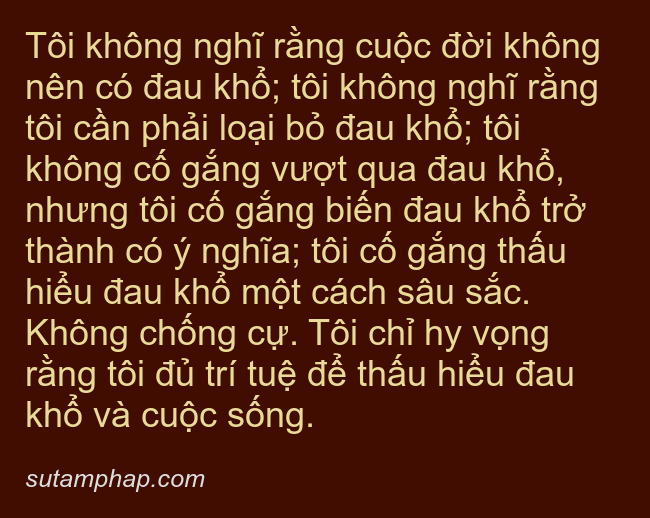 Tôi không nghĩ rằng cuộc đời không
nên có đau khổ; tôi không nghĩ rằng
tôi cần phải loại bỏ đau khổ; tôi
không cố gắng vượt qua đau khổ,
nhưng tôi cố gắng biến đau khổ trở
thành có ý nghĩa; tôi cố gắng thấu
hiểu đau khổ một cách sâu sắc.
Không chống cự. Tôi chỉ hy vọng
rằng tôi đủ trí tuệ để thấu hiểu đau
khổ và cuộc sống.
sutamphap.com